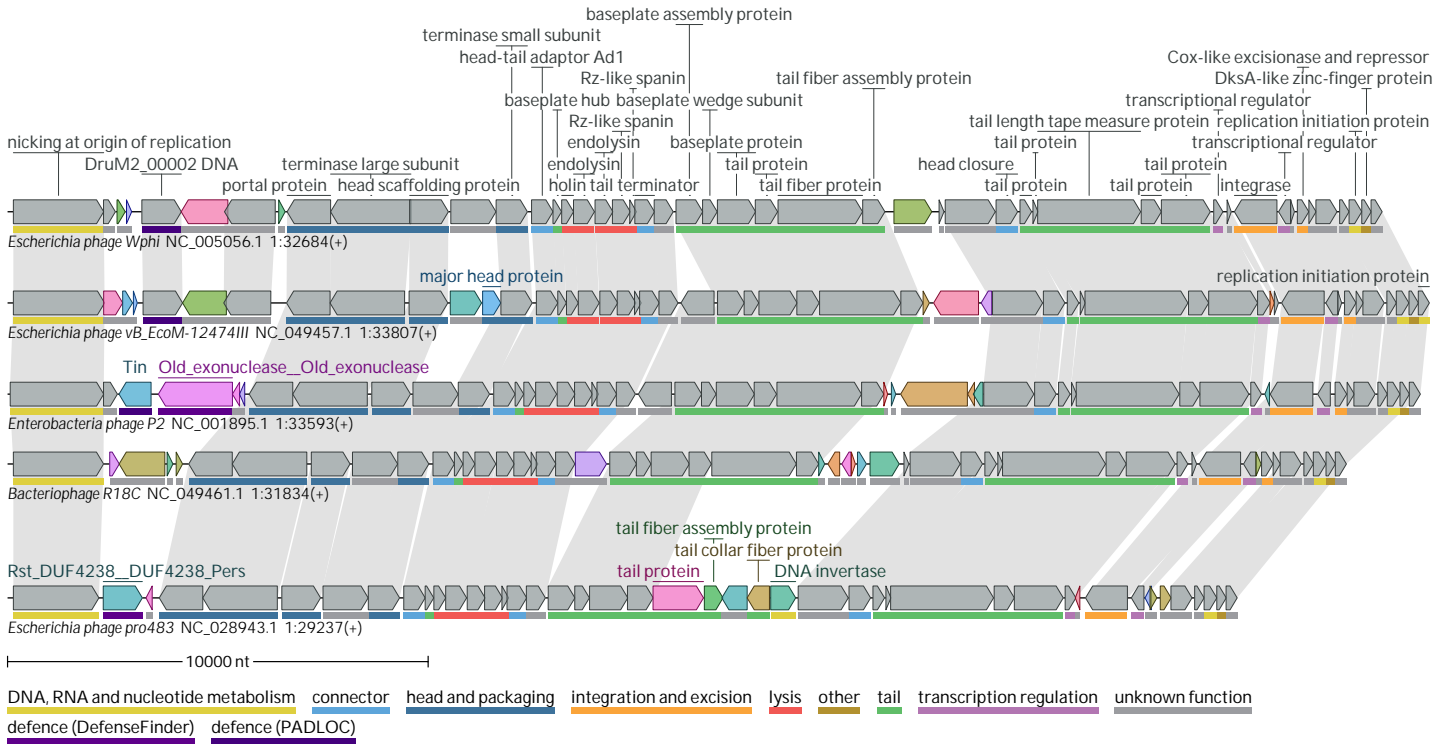 baseplate assembly protein
terminase small subunit
head-tail adaptor Ad1 Cox-like excisionase and repressor
Rz-like spanin tail fiber assembly protein DksA-like zinc-finger protein
baseplate hub baseplate wedge subunit transcriptional regulator
Rz-like spanin tail length tape measure protein replication initiation protein
nicking at origin of replication endolysin baseplate protein tail protein transcriptional regulator
DruM2_00002 DNA terminase large subunit endolysin tail protein head closure tail protein
portal protein head scaffolding protein holin tail terminator tail fiber protein tail protein tail protein integrase
Escherichia phage Wphi NC_005056.1 1:32684(+)
major head protein replication initiation protein
Escherichia phage vB_EcoM-12474III NC_049457.1 1:33807(+)
Tin Old_exonuclease__Old_exonuclease
Enterobacteria phage P2 NC_001895.1 1:33593(+)
Bacteriophage R18C NC_049461.1 1:31834(+)
tail fiber assembly protein
tail collar fiber protein
Rst_DUF4238__DUF4238_Pers tail protein DNA invertase
Escherichia phage pro483 NC_028943.1 1:29237(+)
10000 nt
DNA, RNA and nucleotide metabolism connector head and packaging integration and excision lysis other tail transcription regulation unknown function
defence (DefenseFinder) defence (PADLOC)